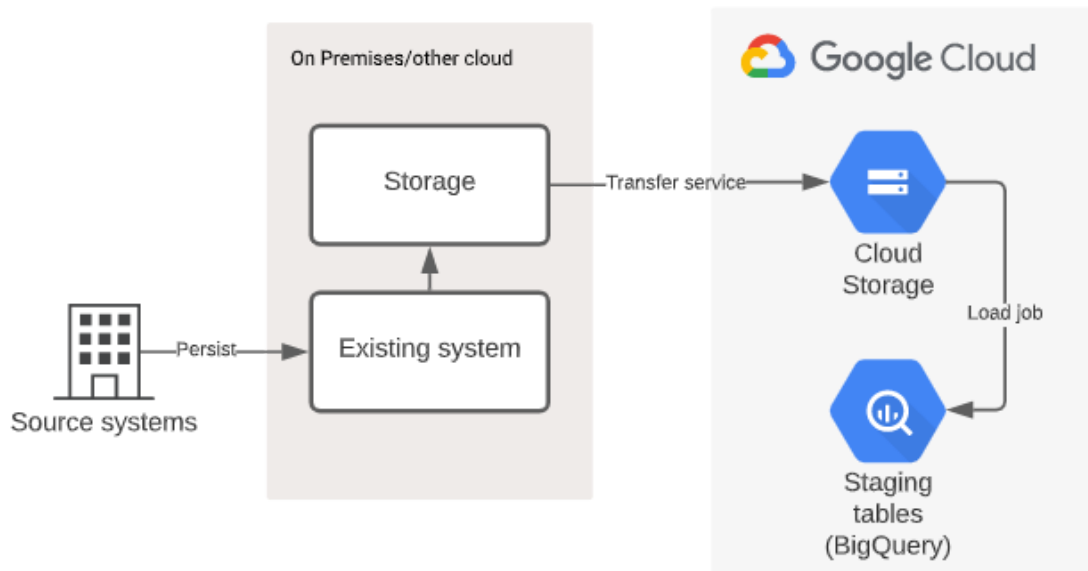 On Premises/other cloud
Google Cloud
Storage
Transfer service
Cloud
Storage
Load job
Source systems
Persist
Existing system
Staging
tables
(BigQuery)